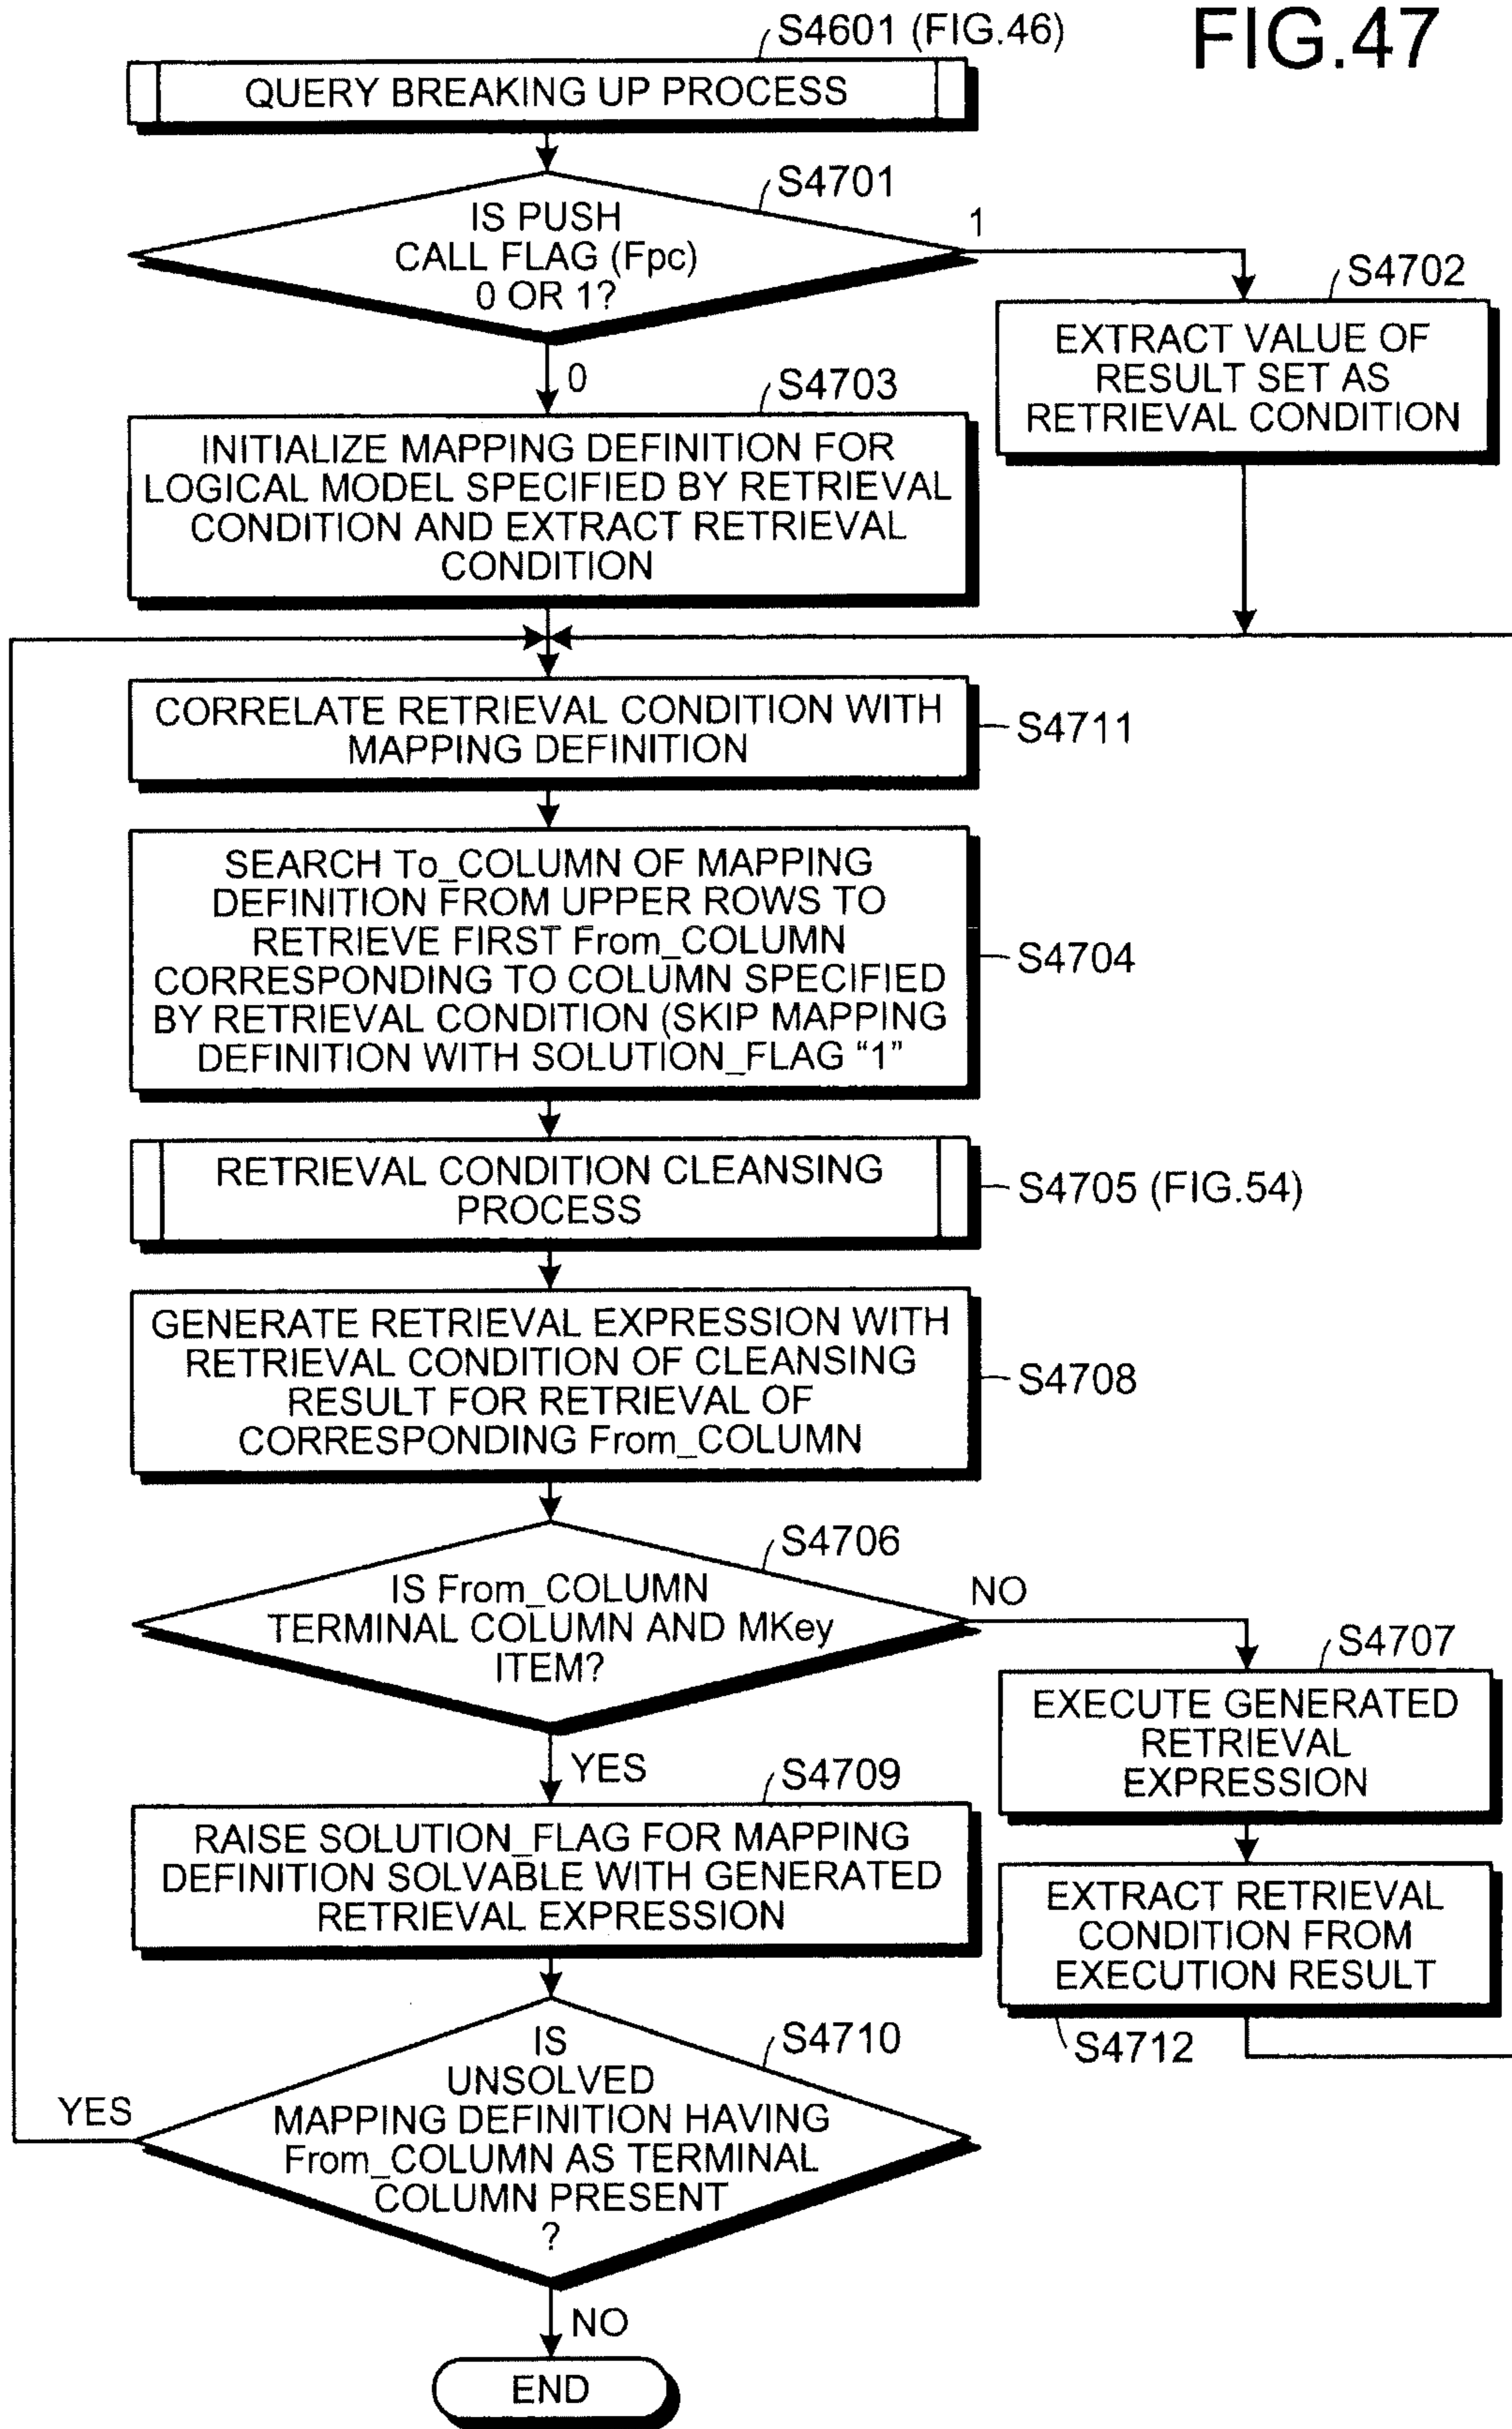 FIG.47
S4601 (FIG.46)
QUERY BREAKING UP PROCESS
S4701
IS PUSH
CALL FLAG (Fpc)
0 OR 1?
1
0
S4702
EXTRACT VALUE OF
RESULT SET AS
RETRIEVAL CONDITION
S4703
INITIALIZE MAPPING DEFINITION FOR
LOGICAL MODEL SPECIFIED BY RETRIEVAL
CONDITION AND EXTRACT RETRIEVAL
CONDITION
CORRELATE RETRIEVAL CONDITION WITH
MAPPING DEFINITION
S4711
SEARCH To_COLUMN OF MAPPING
DEFINITION FROM UPPER ROWS TO
RETRIEVE FIRST From_COLUMN
CORRESPONDING TO COLUMN SPECIFIED
BY RETRIEVAL CONDITION (SKIP MAPPING
DEFINITION WITH SOLUTION_FLAG “1”
S4704
RETRIEVAL CONDITION CLEANSING
PROCESS
S4705 (FIG.54)
GENERATE RETRIEVAL EXPRESSION WITH
RETRIEVAL CONDITION OF CLEANSING
RESULT FOR RETRIEVAL OF
CORRESPONDING From_COLUMN
S4708
S4706
IS From_COLUMN
TERMINAL COLUMN AND MKey
ITEM?
NO
YES
S4707
EXECUTE GENERATED
RETRIEVAL
EXPRESSION
EXTRACT RETRIEVAL
CONDITION FROM
EXECUTION RESULT
S4712
S4709
RAISE SOLUTION_FLAG FOR MAPPING
DEFINITION SOLVABLE WITH GENERATED
RETRIEVAL EXPRESSION
S4710
IS
UNSOLVED
MAPPING DEFINITION HAVING
From_COLUMN AS TERMINAL
COLUMN PRESENT
?
YES
NO
END